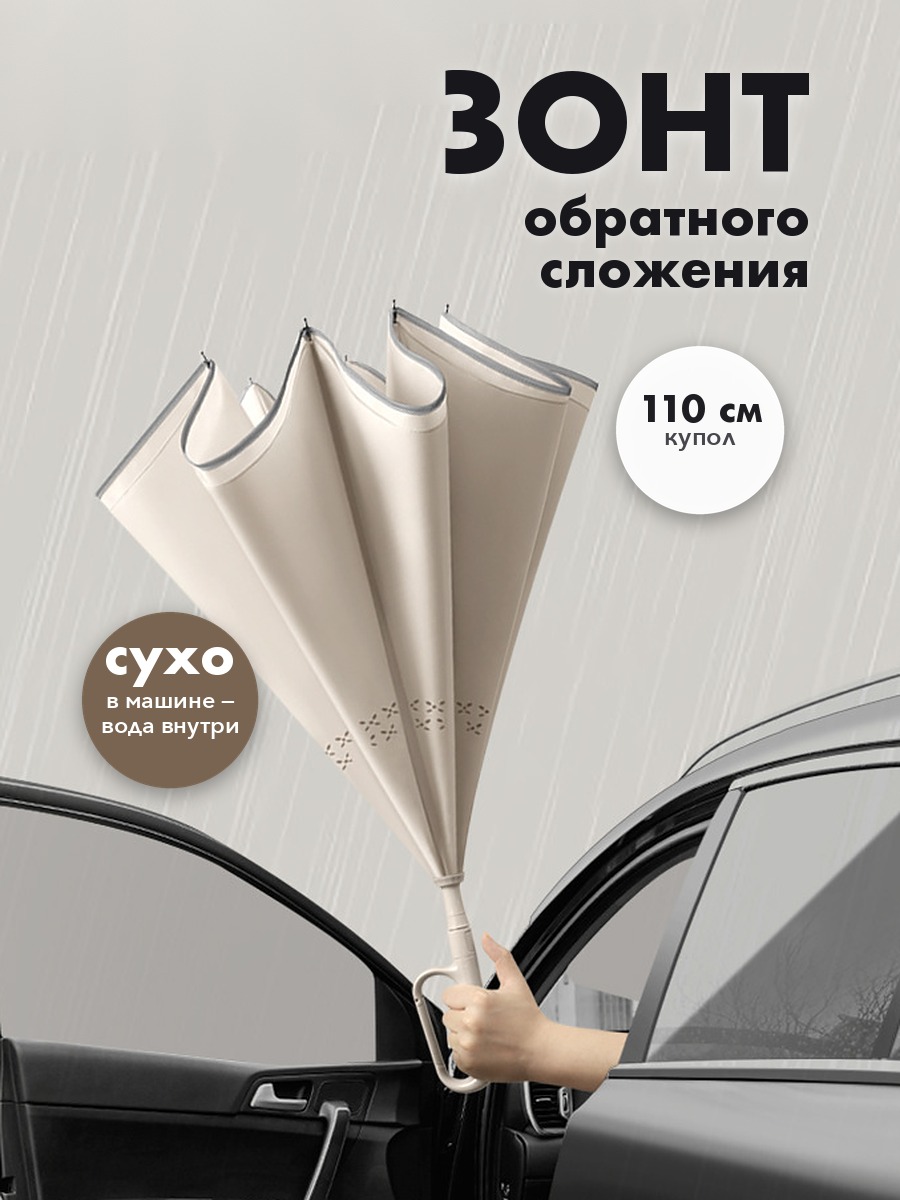 ЗОНТ
обратного
сложения
110 см
купол
сухо
в машине –
вода внутри